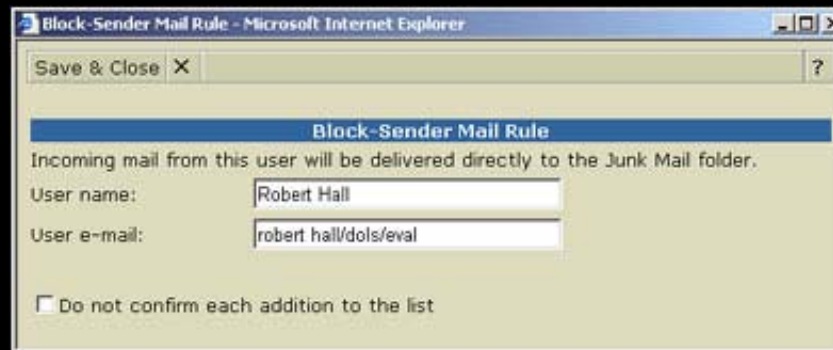 Block-Sender Mail Rule - Microsoft Internet Explorer
Save & Close X ?
Block-Sender Mail Rule
Incoming mail from this user will be delivered directly to the Junk Mail folder.
User name: Robert Hall
User e-mail: robert hall/dols/eval
Do not confirm each addition to the list